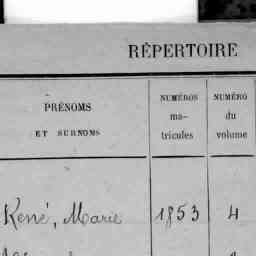 RÉPERTOIRE
PRÉNOMS
ET SURNOMS
NUMÉROS
ma-
tricules
NUMÉRO
du
volume
René, Marie 1853 4